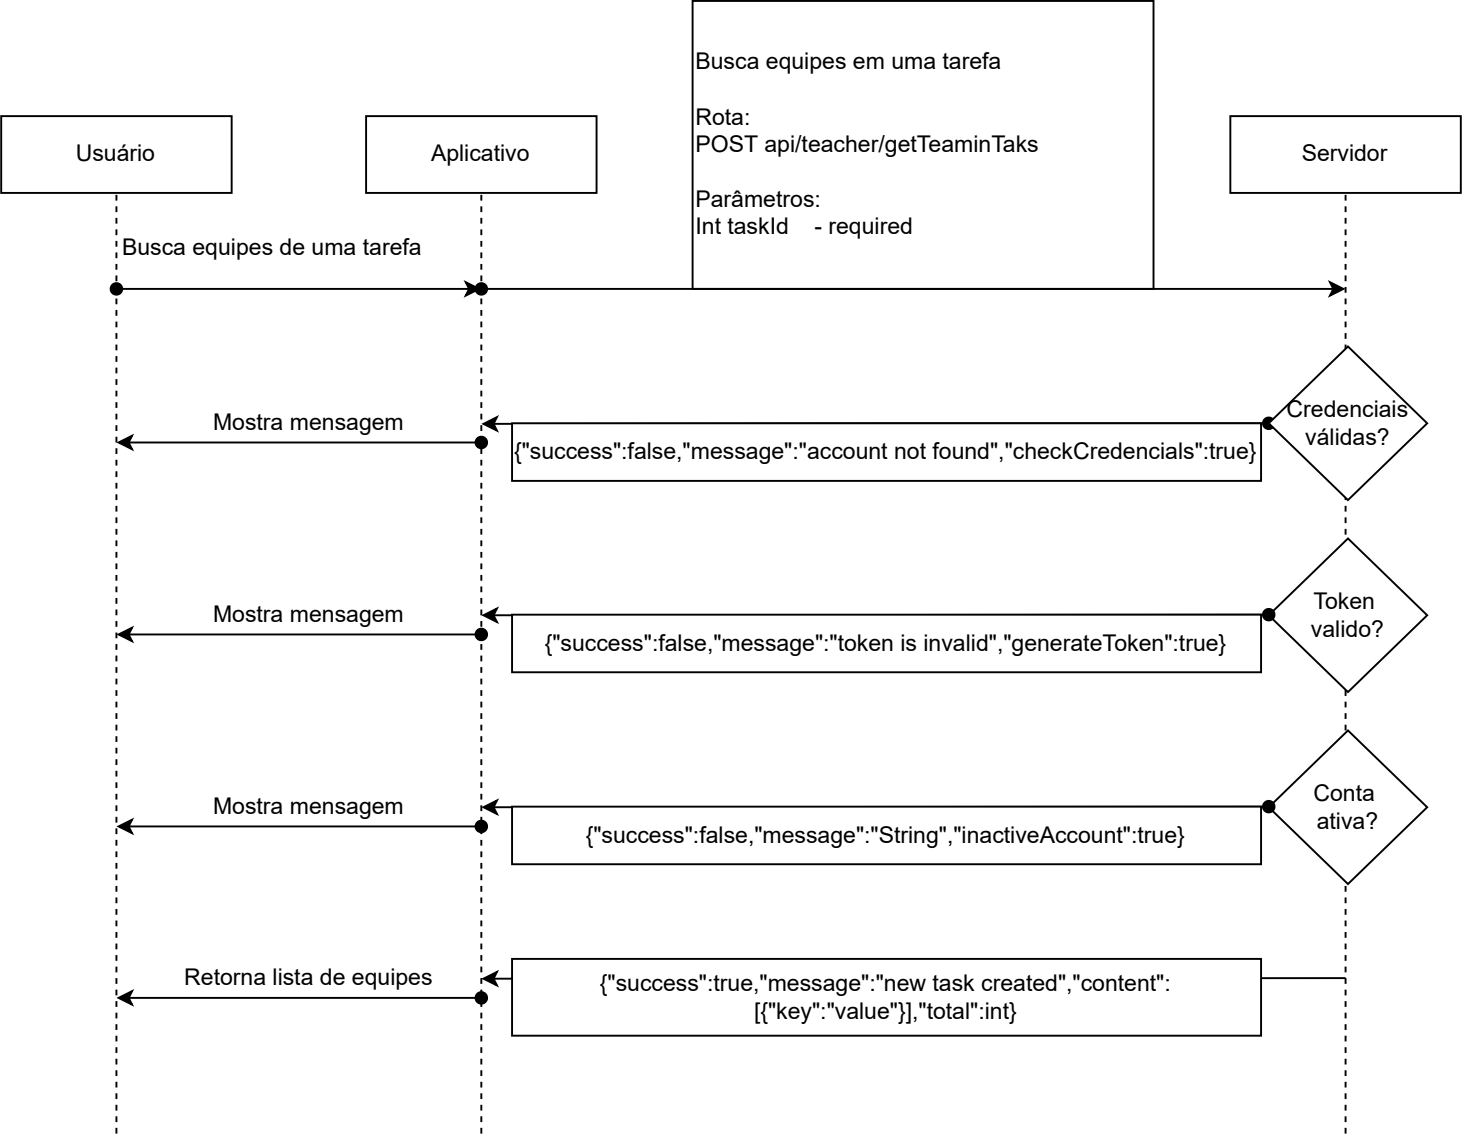 Busca equipes em uma tarefa
Rota:
POST api/teacher/getTeaminTaks
Parâmetros:
Int taskId    - required
Usuário
Aplicativo
Servidor
Busca equipes de uma tarefa
Credenciais
válidas?
Mostra mensagem
{"success":false,"message":"account not found","checkCredencials":true}
Token
valido?
Mostra mensagem
{"success":false,"message":"token is invalid","generateToken":true}
Conta
ativa?
Mostra mensagem
{"success":false,"message":"String","inactiveAccount":true}
Retorna lista de equipes
{"success":true,"message":"new task created","content":
[{"key":"value"}],"total":int}